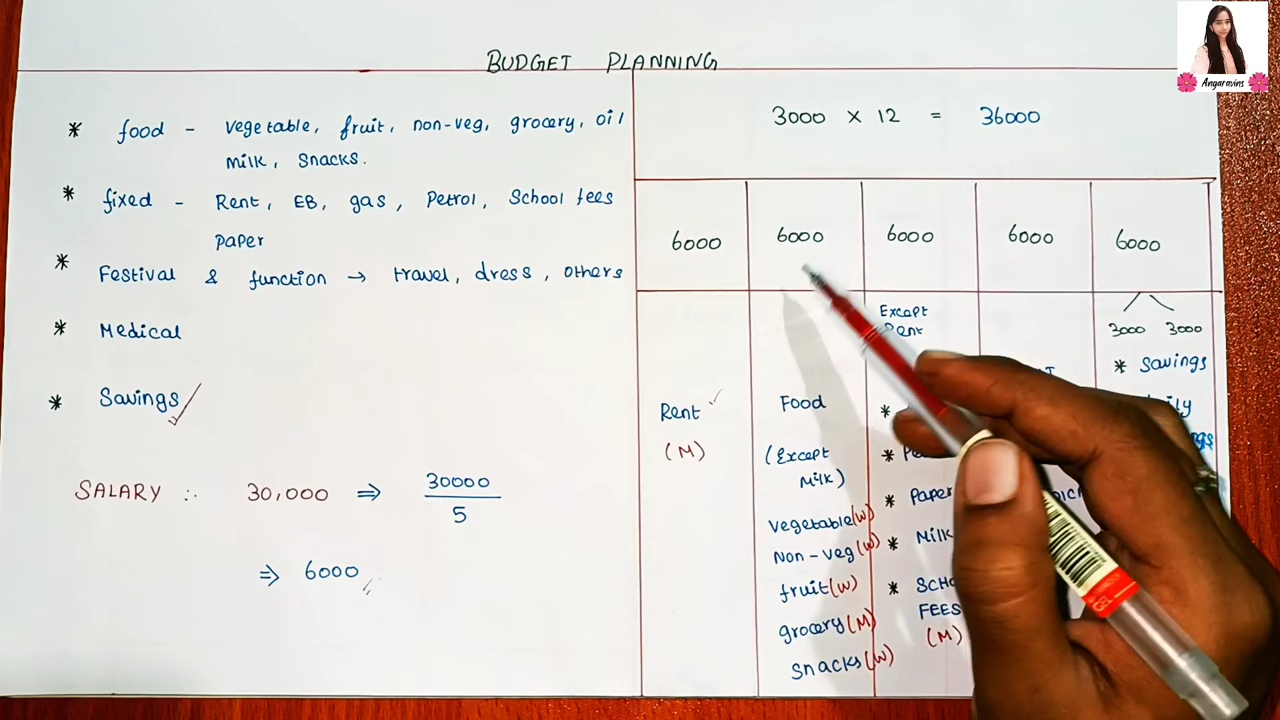 BUDGET PLANNING
* food - vegetable, fruit, non-veg, grocery, oil
milk, snacks.
* fixed - Rent, EB, gas, Petrol, School fees
paper
* Festival & function → travel, dress, others
* Medical
* Savings
SALARY :- 30,000 ⇒ 30000
5
⇒ 6000
3000 × 12 = 36000
6000 6000 6000 6000 6000
Rent
(M)
Food
(Except
Milk)
vegetable(W)
Non-veg(W)
fruit(W)
grocery(M)
Snacks(W)
Except
Rent
*
*
* Paper
* Milk
*
FEES
(M)
3000 3000
* Savings
Angaravins